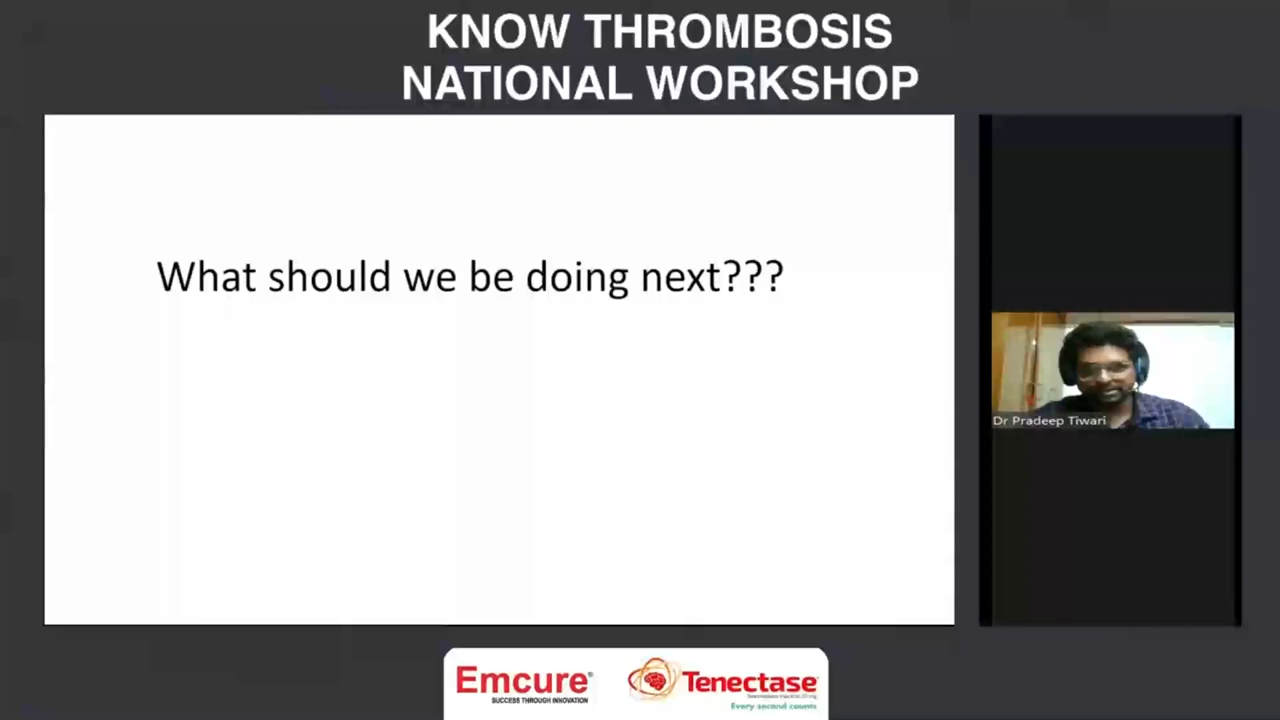 KNOW THROMBOSIS
NATIONAL WORKSHOP
What should we be doing next???
Dr Pradeep Tiwari
Emcure®
SUCCESS THROUGH INNOVATION
Tenectase
Every second counts